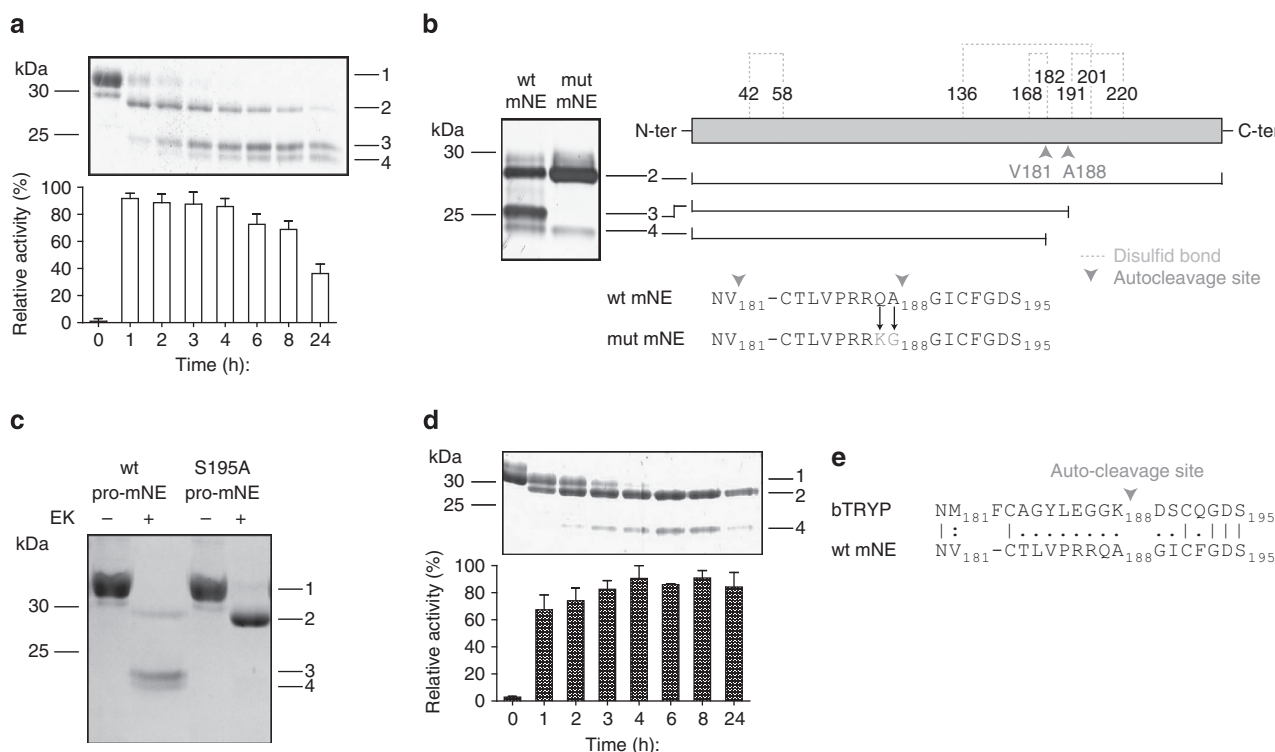 a
kDa
30
25
1
2
3
4
Relative activity (%)
100
80
60
40
20
0
0 1 2 3 4 6 8 24
Time (h):
b
wt mNE
mut mNE
kDa
30
25
2
3
4
42 58 136 168 182 191 201 220
N-ter
C-ter
V181 A188
Disulfid bond
Autocleavage site
wt mNE NV181-CTLVPRRQA188GICFGDS195
mut mNE NV181-CTLVPRRKG188GICFGDS195
c
wt pro-mNE
S195A pro-mNE
EK − + − +
kDa
30
25
1
2
3
4
d
kDa
30
25
1
2
4
Relative activity (%)
100
80
60
40
20
0
0 1 2 3 4 6 8 24
Time (h):
e
Auto-cleavage site
bTRYP NM181FCAGYLEGGK188DSCQGDS195
|: | . . . . . . . . . . | . | | |
wt mNE NV181-CTLVPRRQA188GICFGDS195